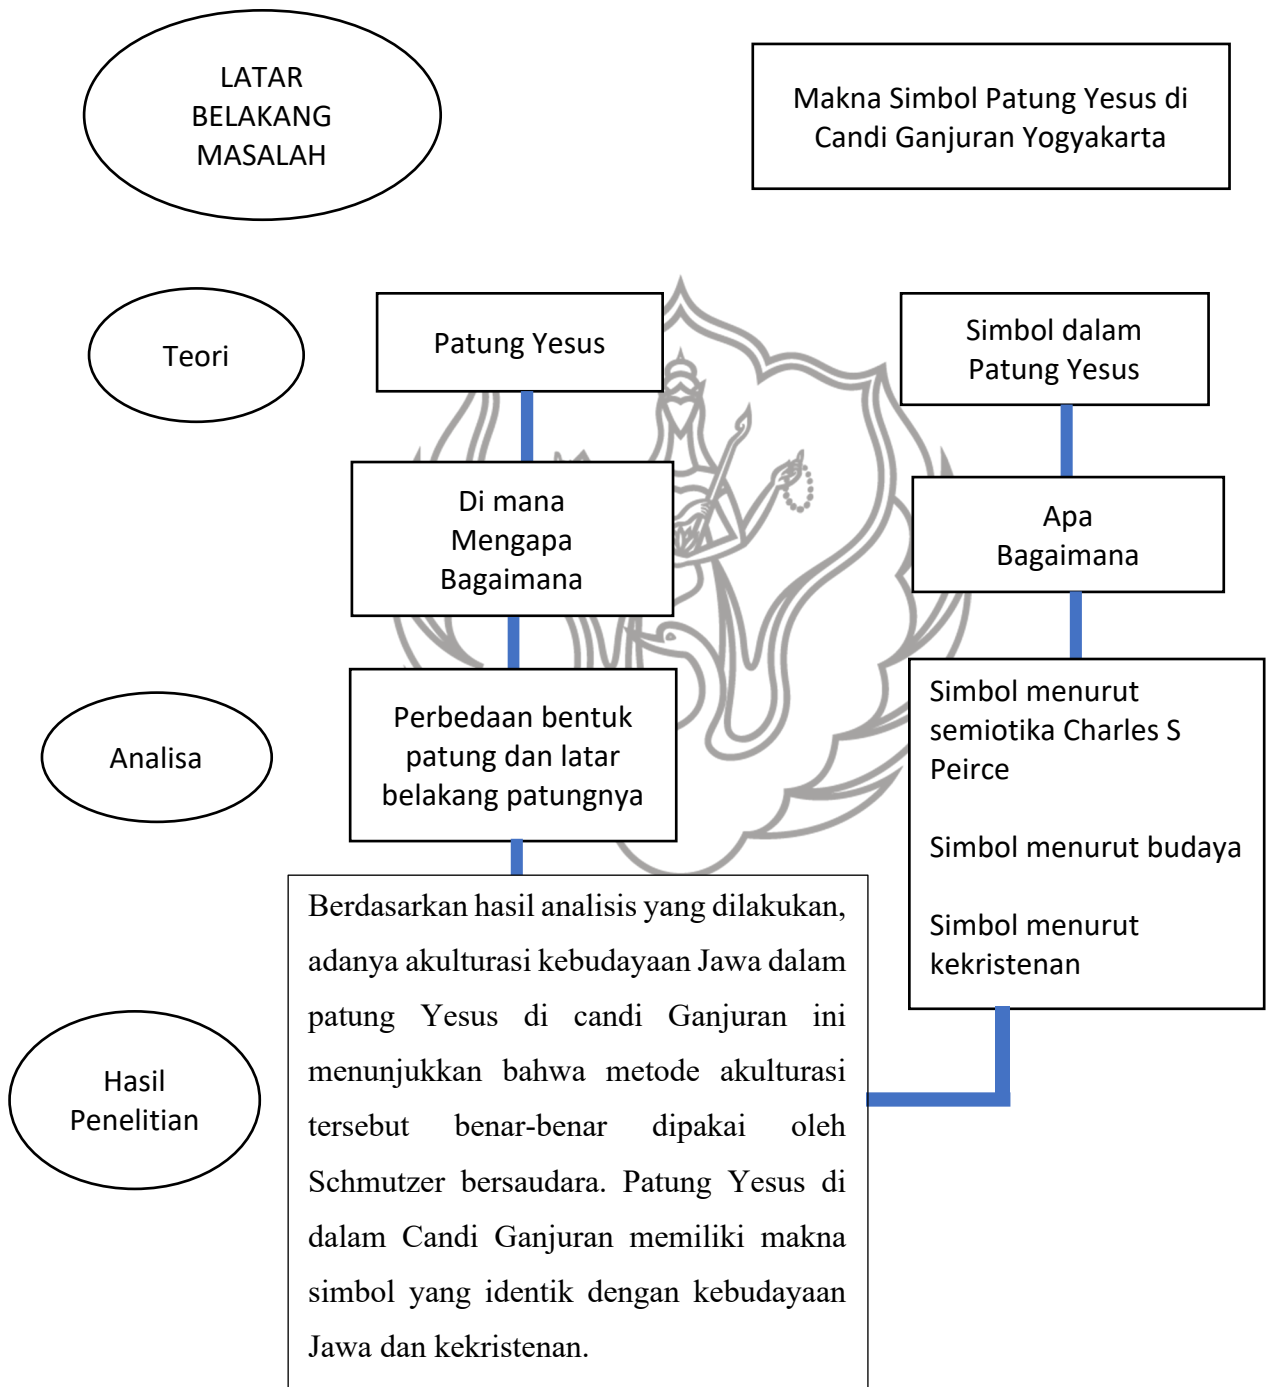 LATAR
BELAKANG
MASALAH
Makna Simbol Patung Yesus di
Candi Ganjuran Yogyakarta
Teori
Patung Yesus
Simbol dalam
Patung Yesus
Di mana
Mengapa
Bagaimana
Apa
Bagaimana
Analisa
Perbedaan bentuk
patung dan latar
belakang patungnya
Simbol menurut
semiotika Charles S
Peirce
Simbol menurut budaya
Simbol menurut
kekristenan
Hasil
Penelitian
Berdasarkan hasil analisis yang dilakukan,
adanya akulturasi kebudayaan Jawa dalam
patung Yesus di candi Ganjuran ini
menunjukkan bahwa metode akulturasi
tersebut benar-benar dipakai oleh
Schmutzer bersaudara. Patung Yesus di
dalam Candi Ganjuran memiliki makna
simbol yang identik dengan kebudayaan
Jawa dan kekristenan.